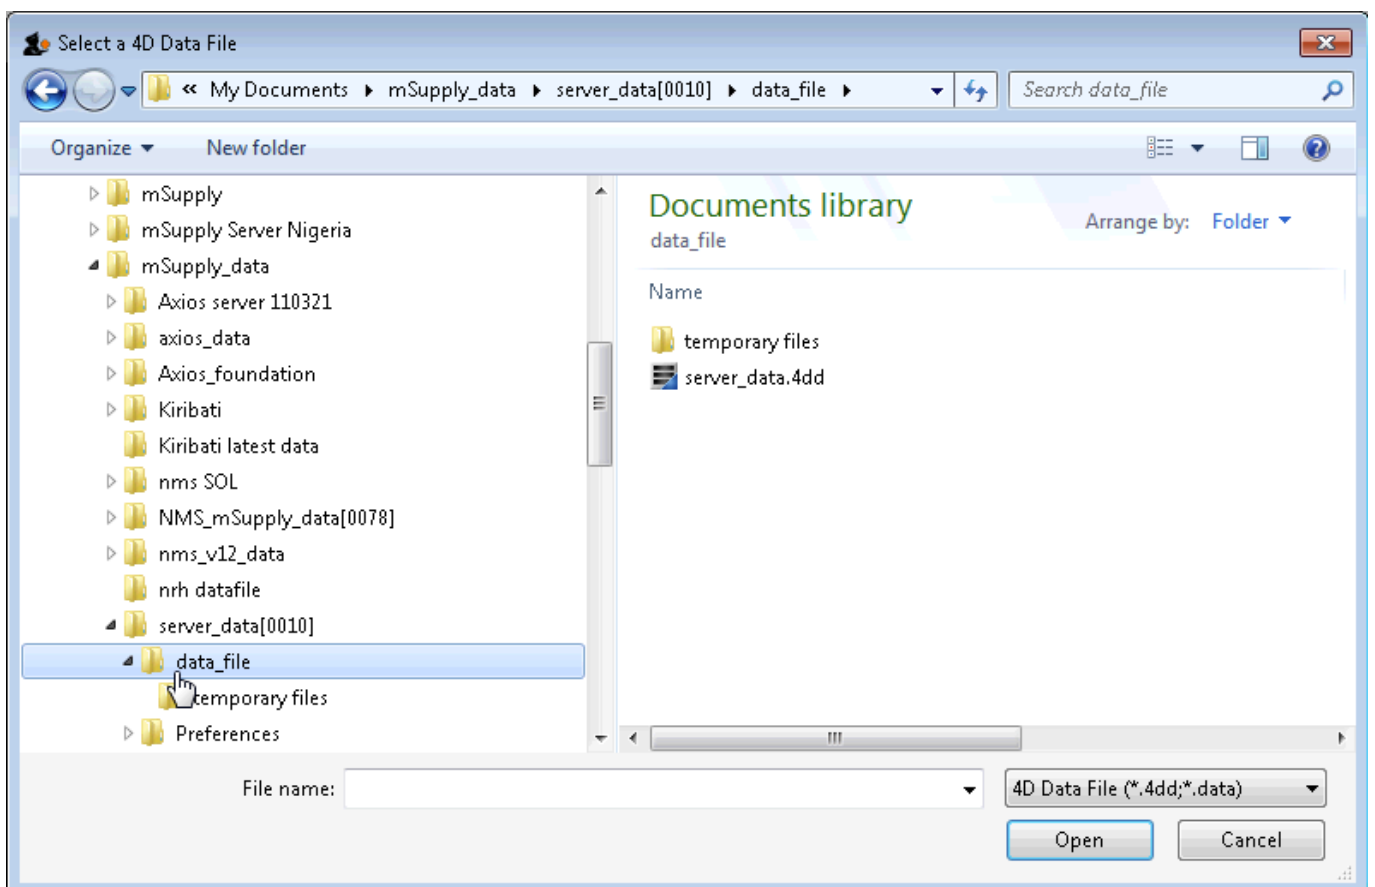 Select a 4D Data File
« My Documents ▸ mSupply_data ▸ server_data[0010] ▸ data_file ▸
Search data_file
Organize
New folder
mSupply
mSupply Server Nigeria
mSupply_data
Axios server 110321
axios_data
Axios_foundation
Kiribati
Kiribati latest data
nms SOL
NMS_mSupply_data[0078]
nms_v12_data
nrh datafile
server_data[0010]
data_file
temporary files
Preferences
Documents library
data_file
Arrange by: Folder
Name
temporary files
server_data.4dd
File name:
4D Data File (*.4dd;*.data)
Open
Cancel